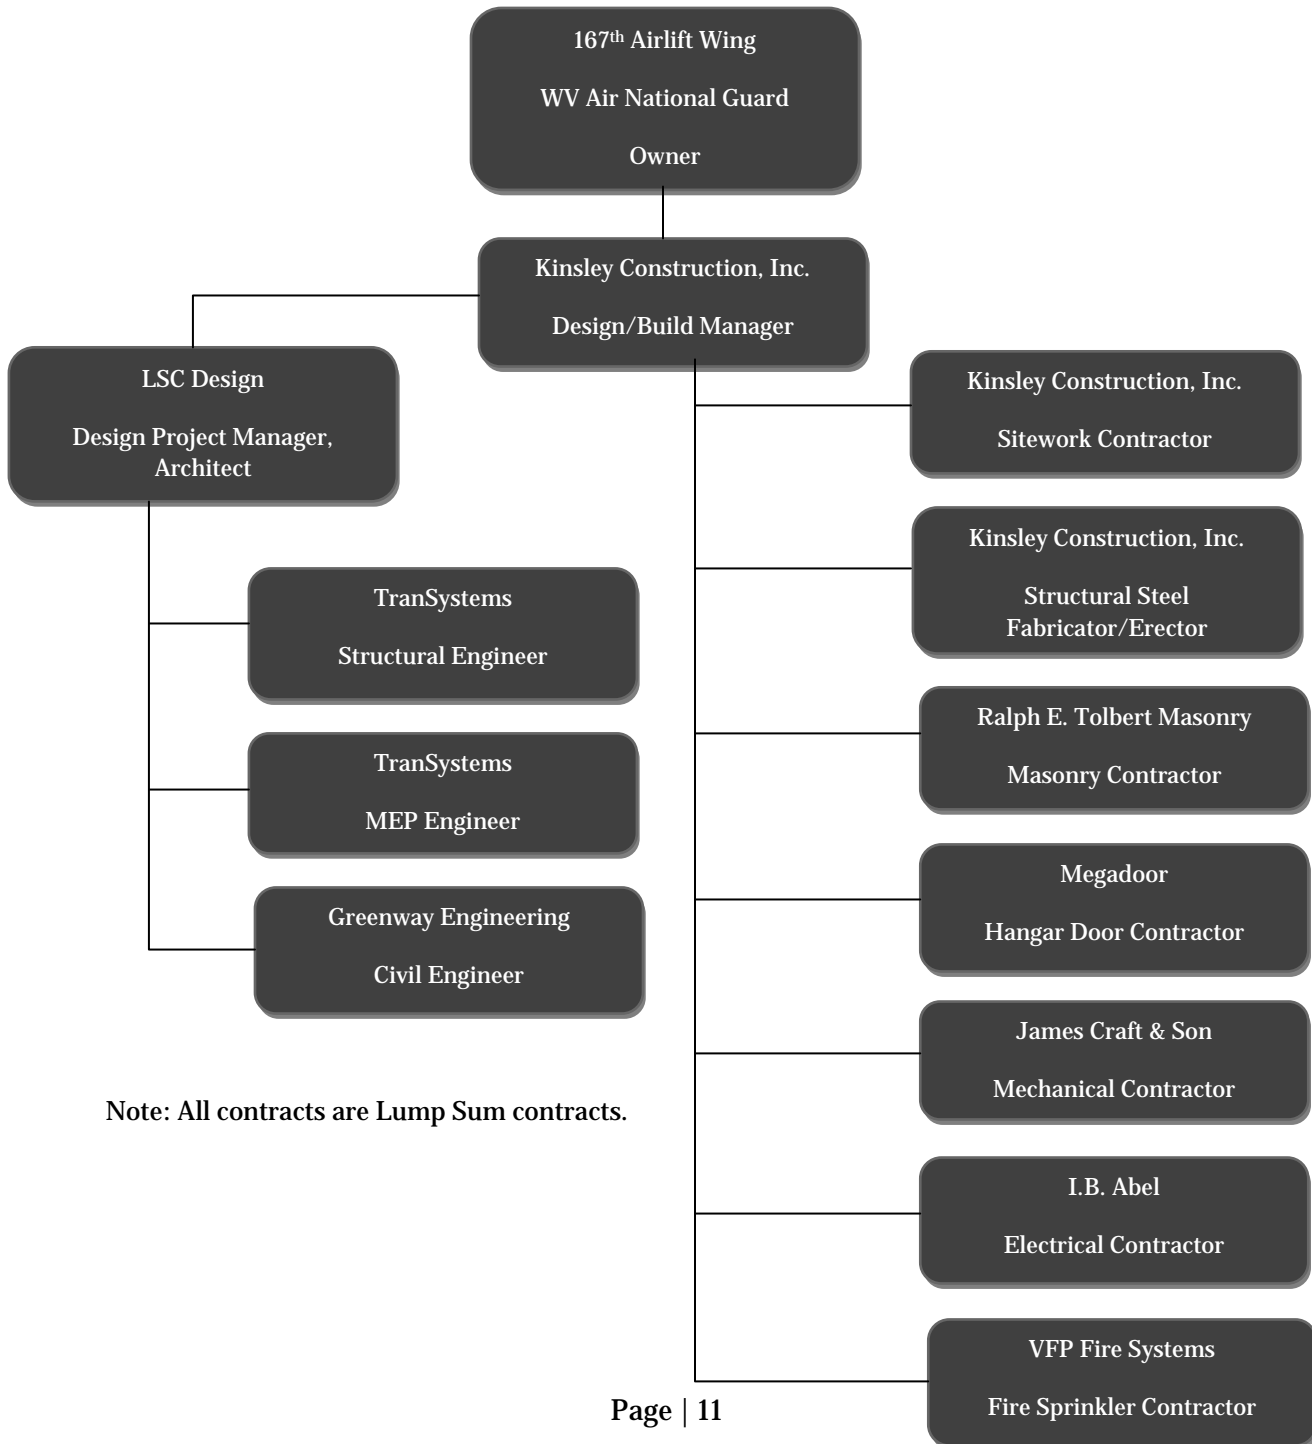 167th Airlift Wing
WV Air National Guard
Owner
Kinsley Construction, Inc.
Design/Build Manager
LSC Design
Design Project Manager,
Architect
TranSystems
Structural Engineer
TranSystems
MEP Engineer
Greenway Engineering
Civil Engineer
Kinsley Construction, Inc.
Sitework Contractor
Kinsley Construction, Inc.
Structural Steel
Fabricator/Erector
Ralph E. Tolbert Masonry
Masonry Contractor
Megadoor
Hangar Door Contractor
James Craft & Son
Mechanical Contractor
I.B. Abel
Electrical Contractor
VFP Fire Systems
Fire Sprinkler Contractor
Note: All contracts are Lump Sum contracts.
Page | 11